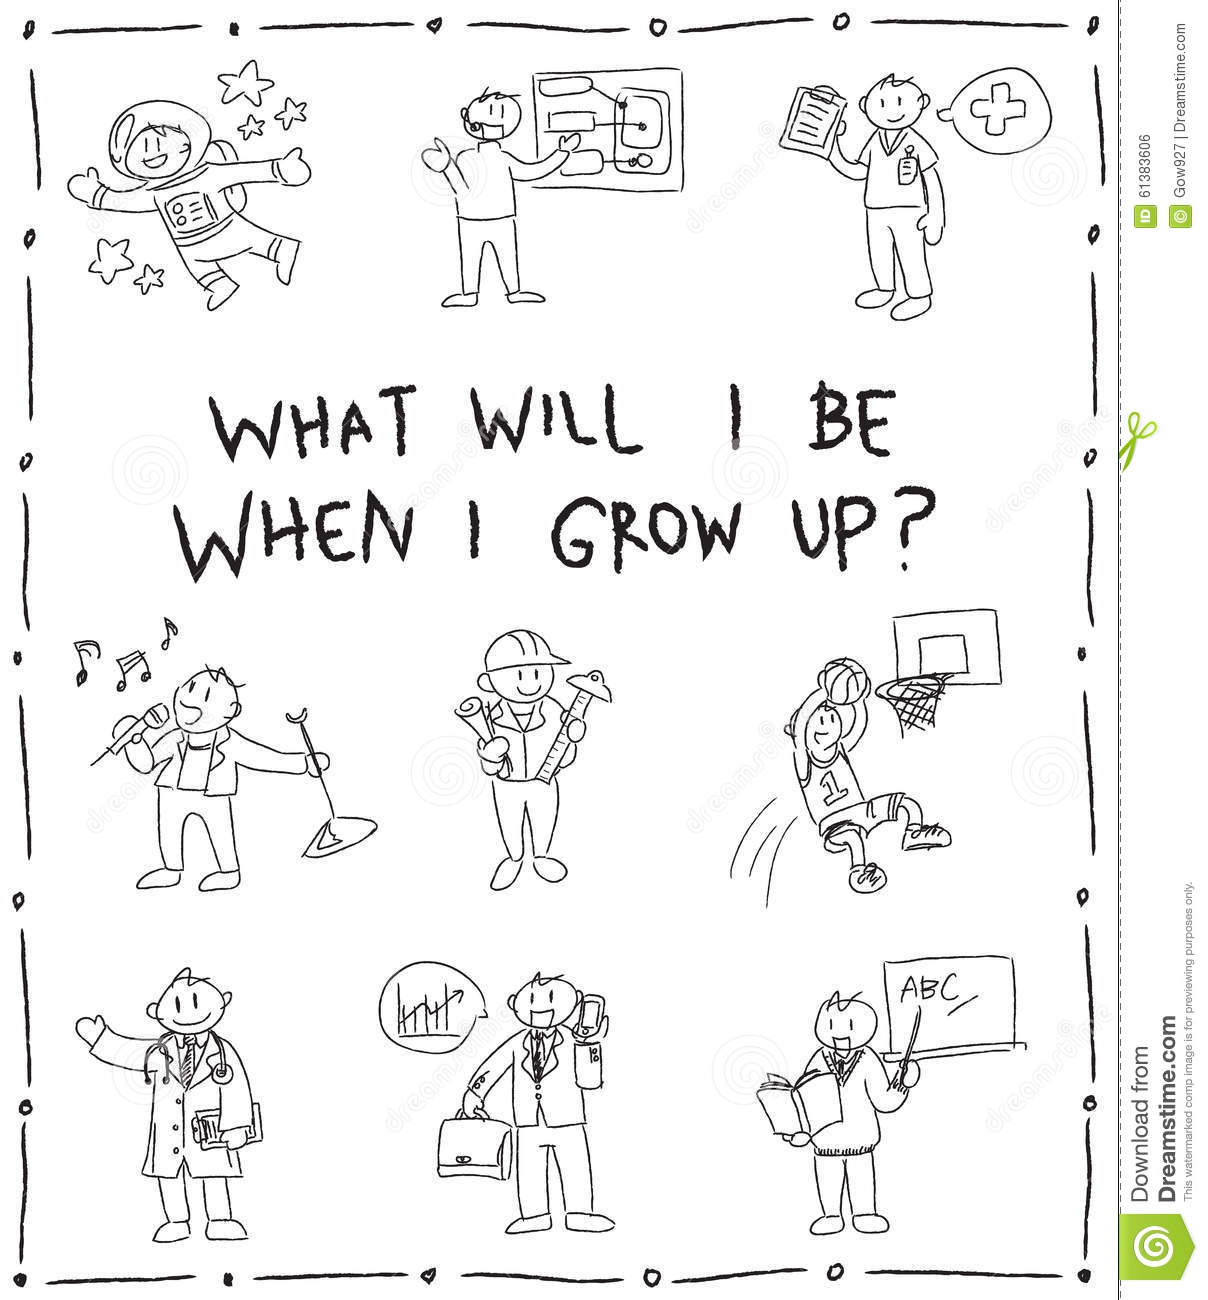 WHAT WILL I BE
WHEN I GROW UP?
1
ABC
ID 61383606
© Gow927 | Dreamstime.com
Download from
Dreamstime.com
This watermarked comp image is for previewing purposes only.
dreamstime